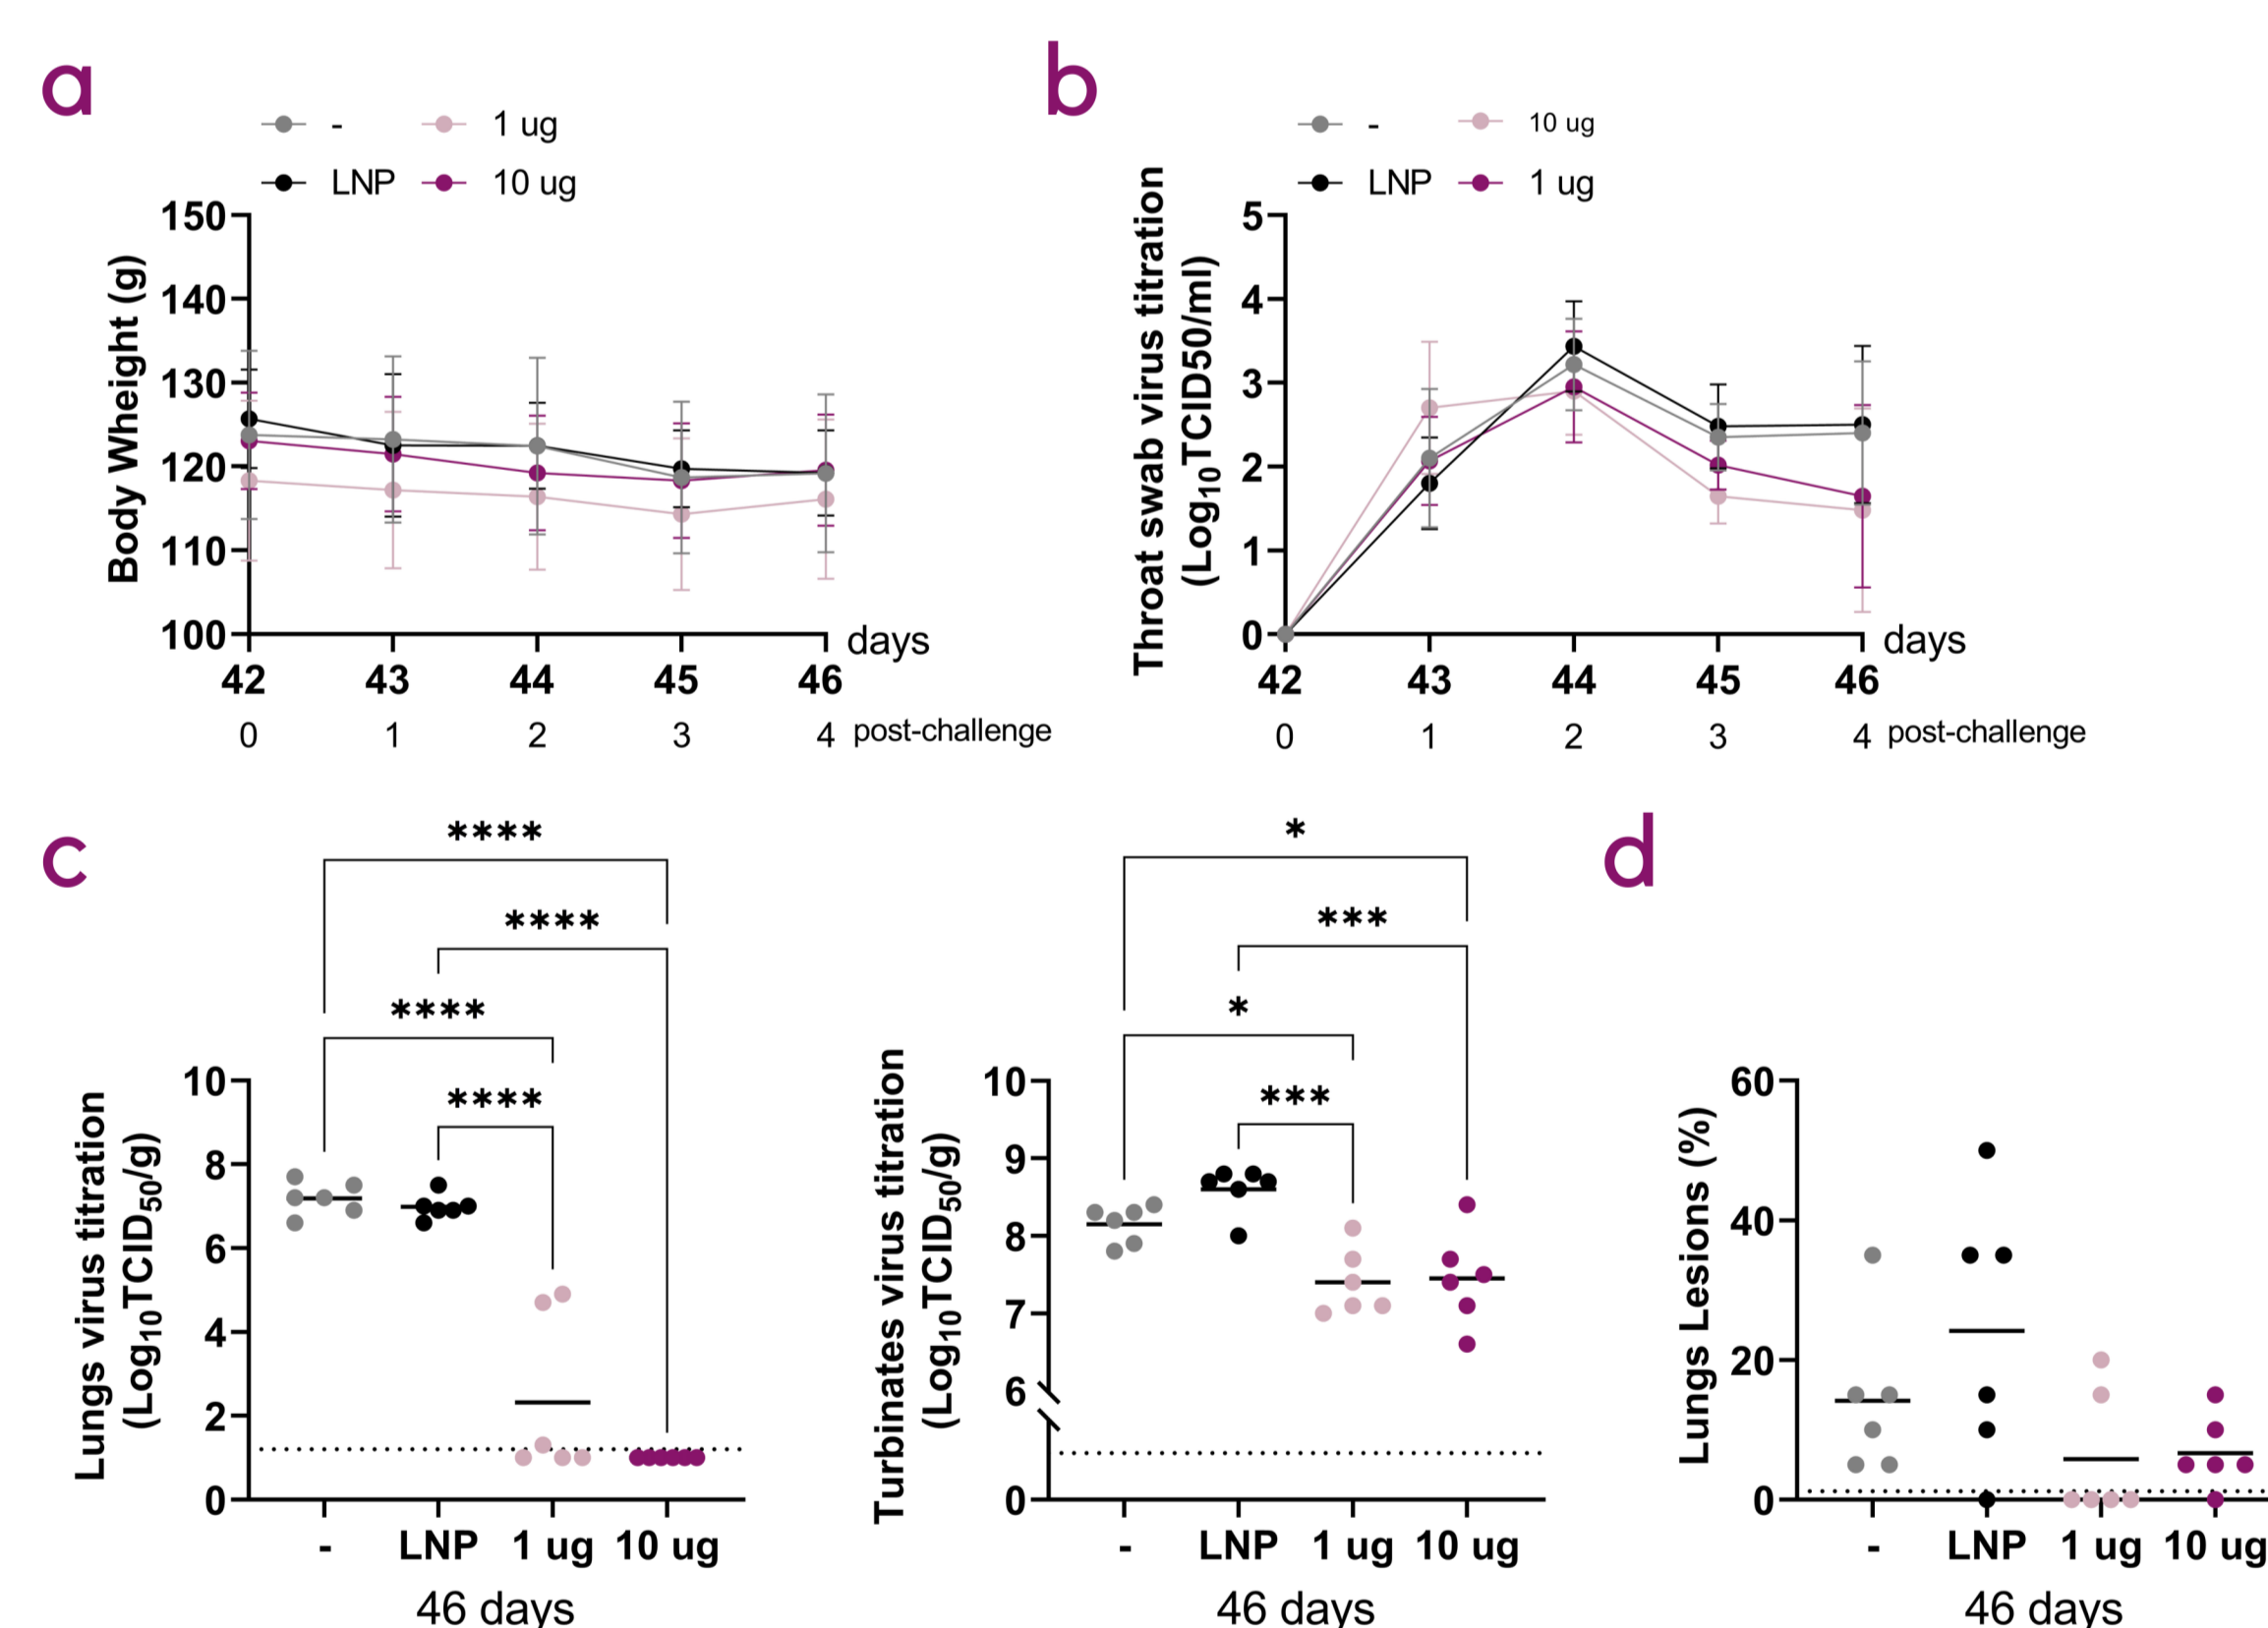 a
- 1 ug
LNP 10 ug
Body Wheight (g)
150
140
130
120
110
100
days
42 43 44 45 46
0 1 2 3 4 post-challenge
b
- 10 ug
LNP 1 ug
Throat swab virus titration
(Log10TCID50/ml)
5
4
3
2
1
0
days
42 43 44 45 46
0 1 2 3 4 post-challenge
c
****
****
****
****
Lungs virus titration
(Log10TCID50/g)
10
8
6
4
2
0
- LNP 1 ug 10 ug
46 days
*
***
*
***
Turbinates virus titration
(Log10TCID50/g)
10
9
8
7
6
0
- LNP 1 ug 10 ug
46 days
d
Lungs Lesions (%)
60
40
20
0
- LNP 1 ug 10 ug
46 days